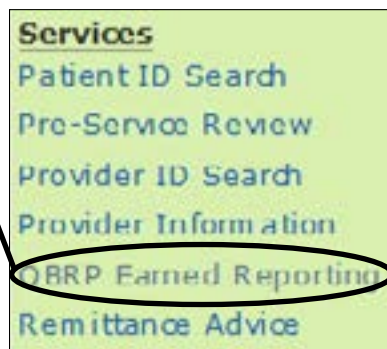 Services
Patient ID Search
Pre-Service Review
Provider ID Search
Provider Information
QBRP Earned Reporting
Remittance Advice